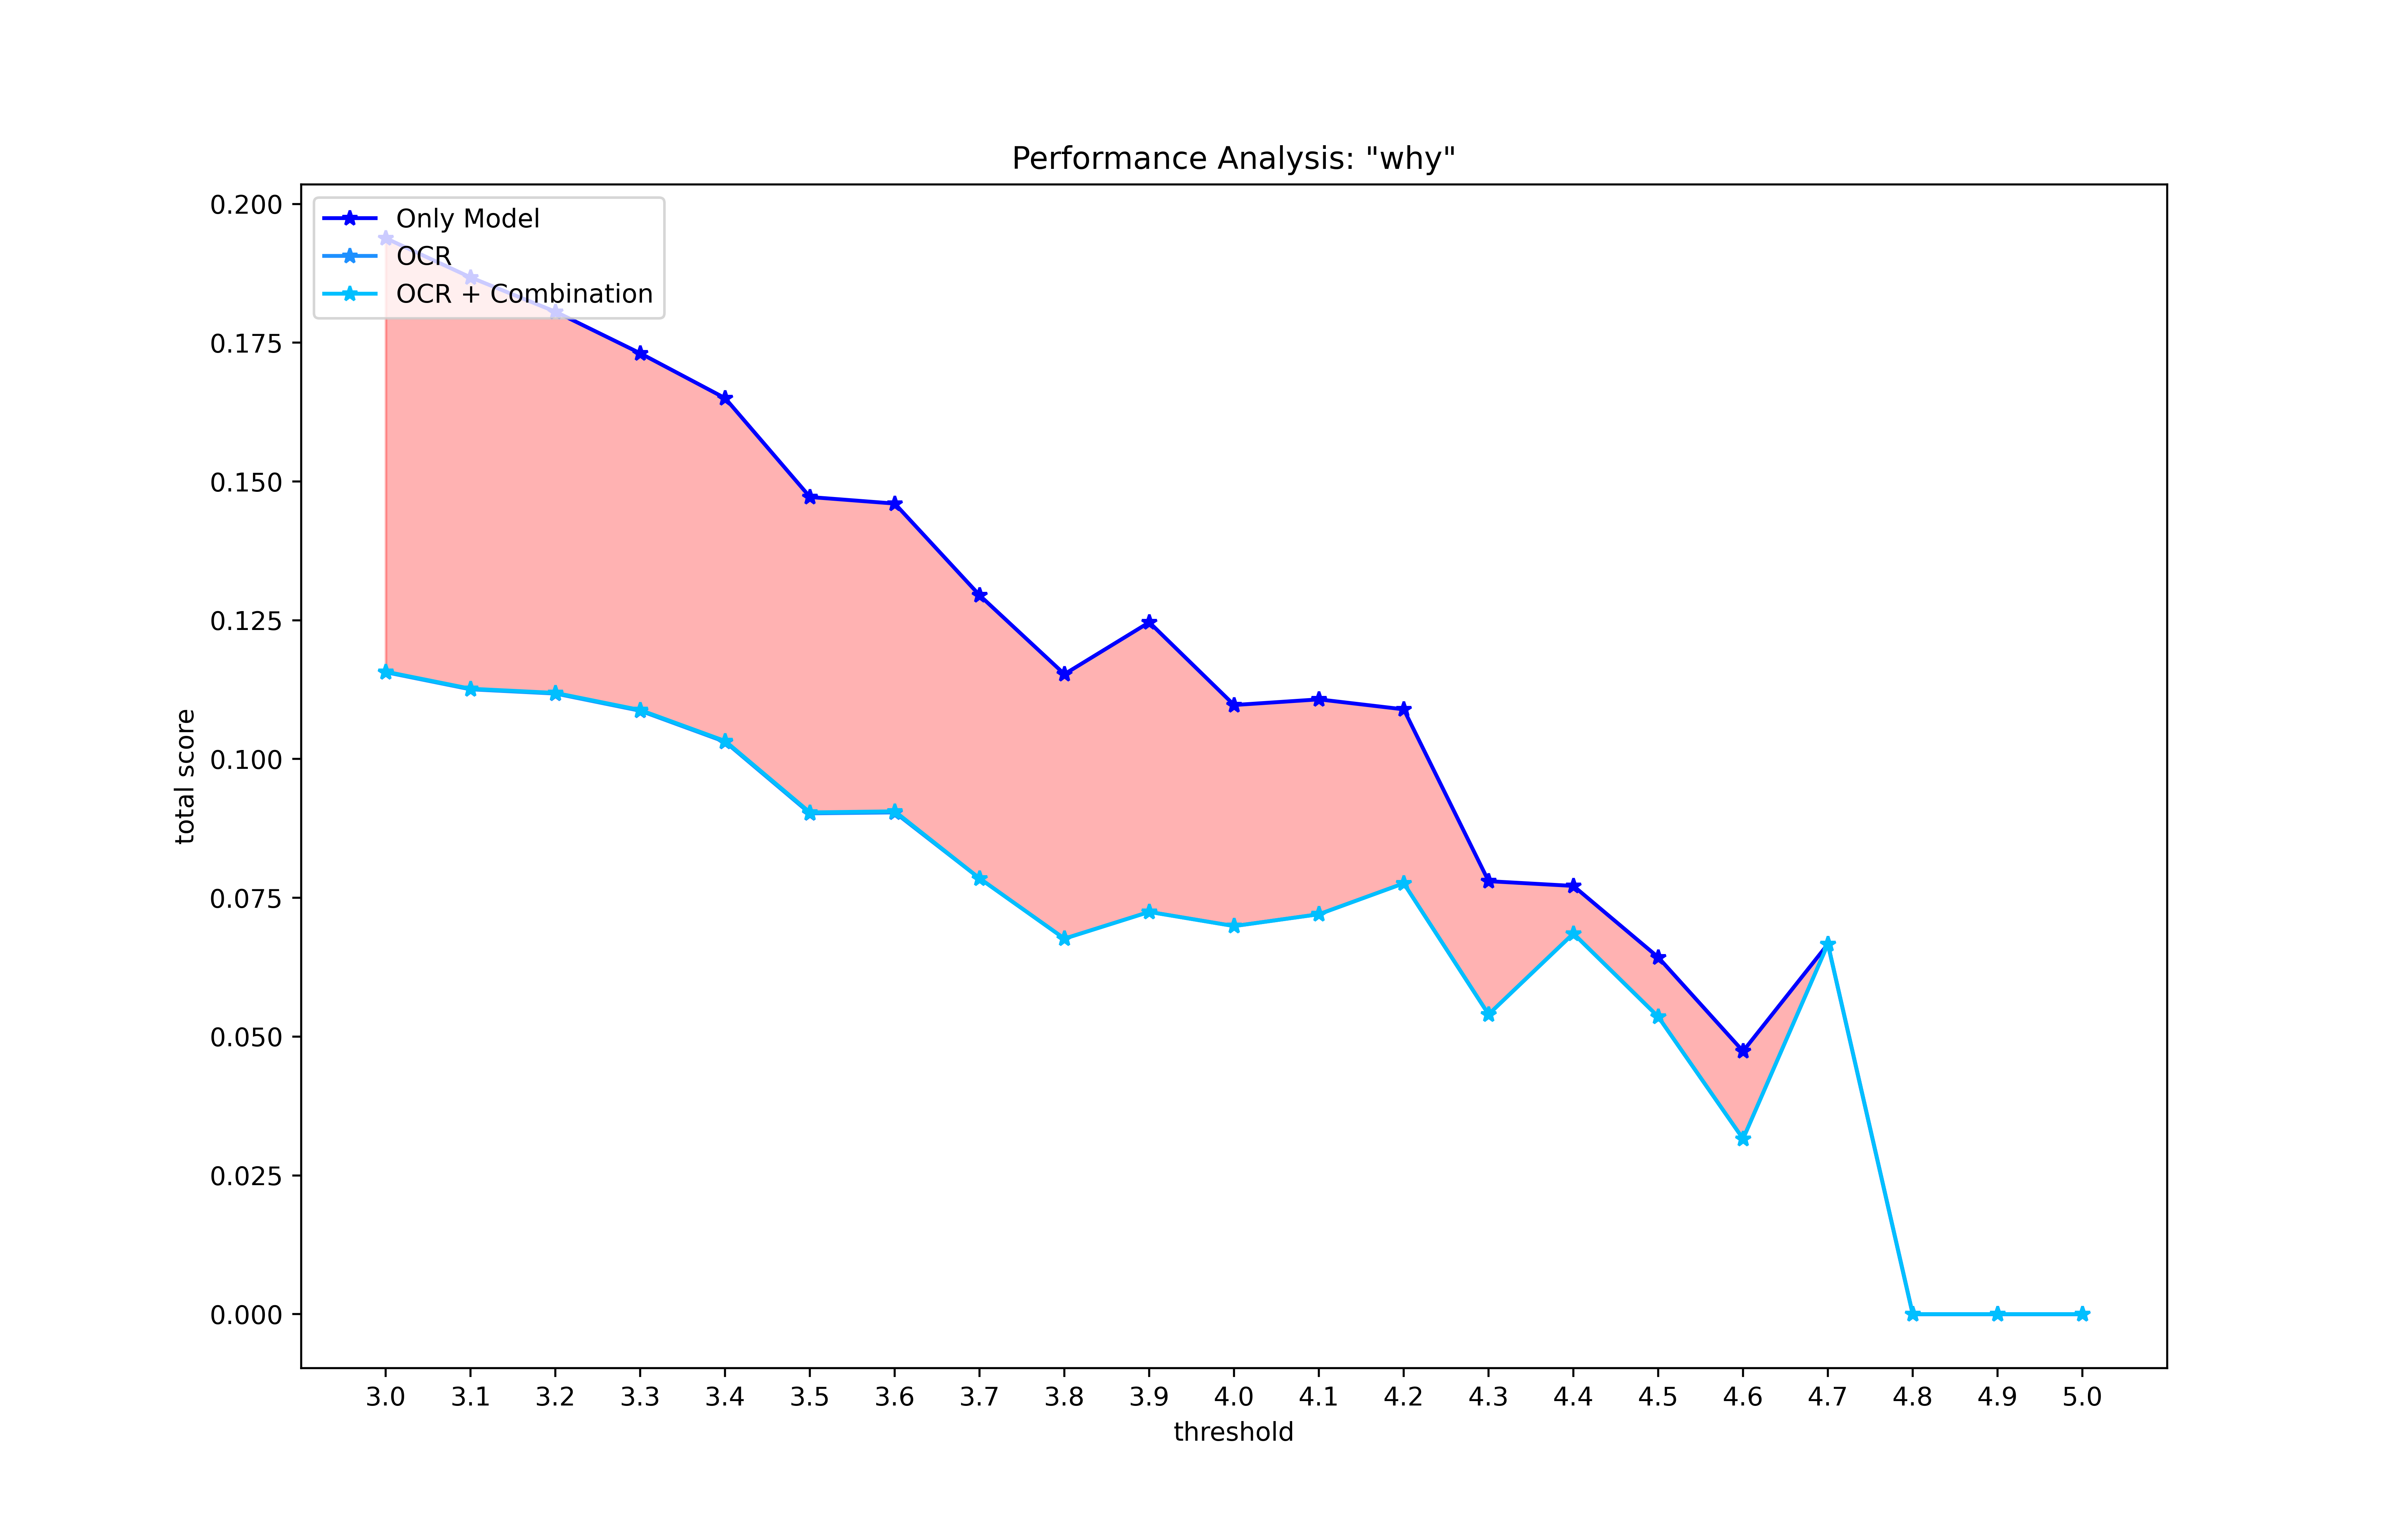 Performance Analysis: "why"
Only Model
OCR
OCR + Combination
0.200
0.175
0.150
0.125
0.100
0.075
0.050
0.025
0.000
total score
3.0 3.1 3.2 3.3 3.4 3.5 3.6 3.7 3.8 3.9 4.0 4.1 4.2 4.3 4.4 4.5 4.6 4.7 4.8 4.9 5.0
threshold